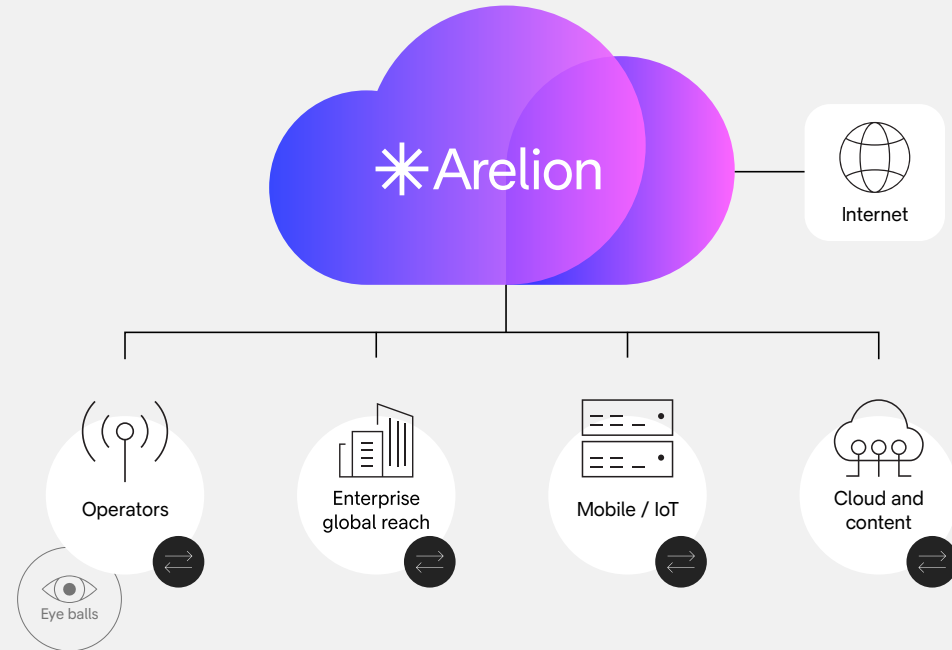 Arelion
Internet
Operators
Enterprise
global reach
Mobile / IoT
Cloud and
content
Eye balls